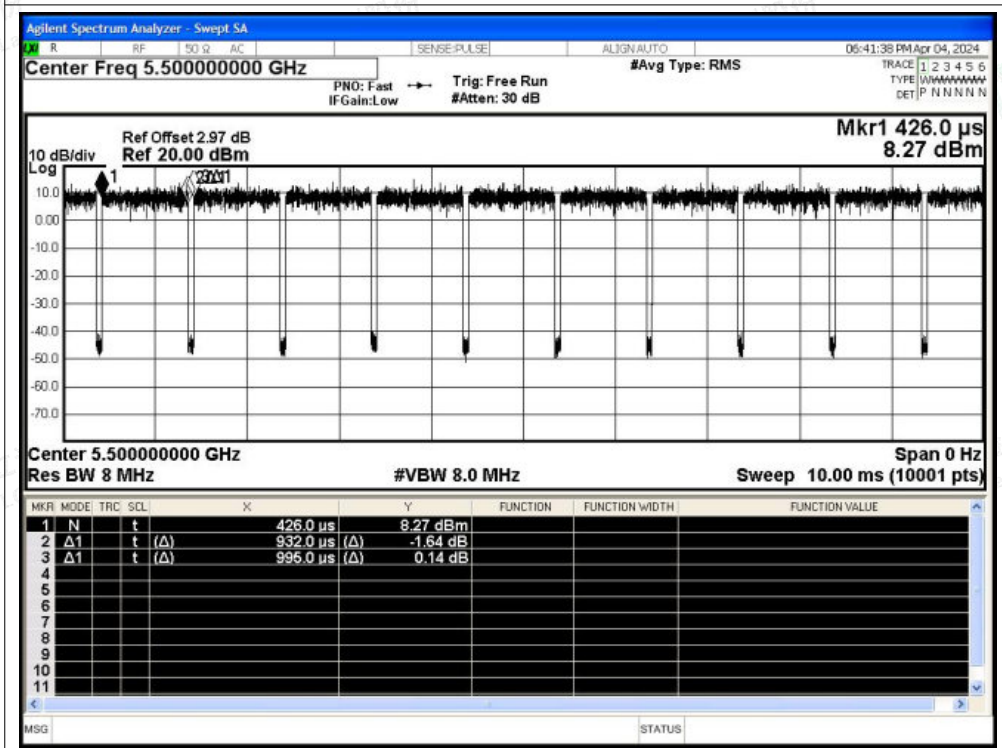 Agilent Spectrum Analyzer - Swept SA
LXI R RF 50 Ω AC SENSE:PULSE ALIGN AUTO 06:41:38 PM Apr 04, 2024
Center Freq 5.500000000 GHz #Avg Type: RMS TRACE 1 2 3 4 5 6
PNO: Fast Trig: Free Run TYPE WWWWWW
IFGain:Low #Atten: 30 dB DET P N N N N N
Mkr1 426.0 µs
Ref Offset 2.97 dB
10 dB/div Ref 20.00 dBm 8.27 dBm
Log
1
10.0
0.00
-10.0
-20.0
-30.0
-40.0
-50.0
-60.0
-70.0
Center 5.500000000 GHz Span 0 Hz
Res BW 8 MHz #VBW 8.0 MHz Sweep 10.00 ms (10001 pts)
MKR MODE TRC SCL X Y FUNCTION FUNCTION WIDTH FUNCTION VALUE
1 N t 426.0 µs 8.27 dBm
2 Δ1 t (Δ) 932.0 µs (Δ) -1.64 dB
3 Δ1 t (Δ) 995.0 µs (Δ) 0.14 dB
4
5
6
7
8
9
10
11
MSG STATUS